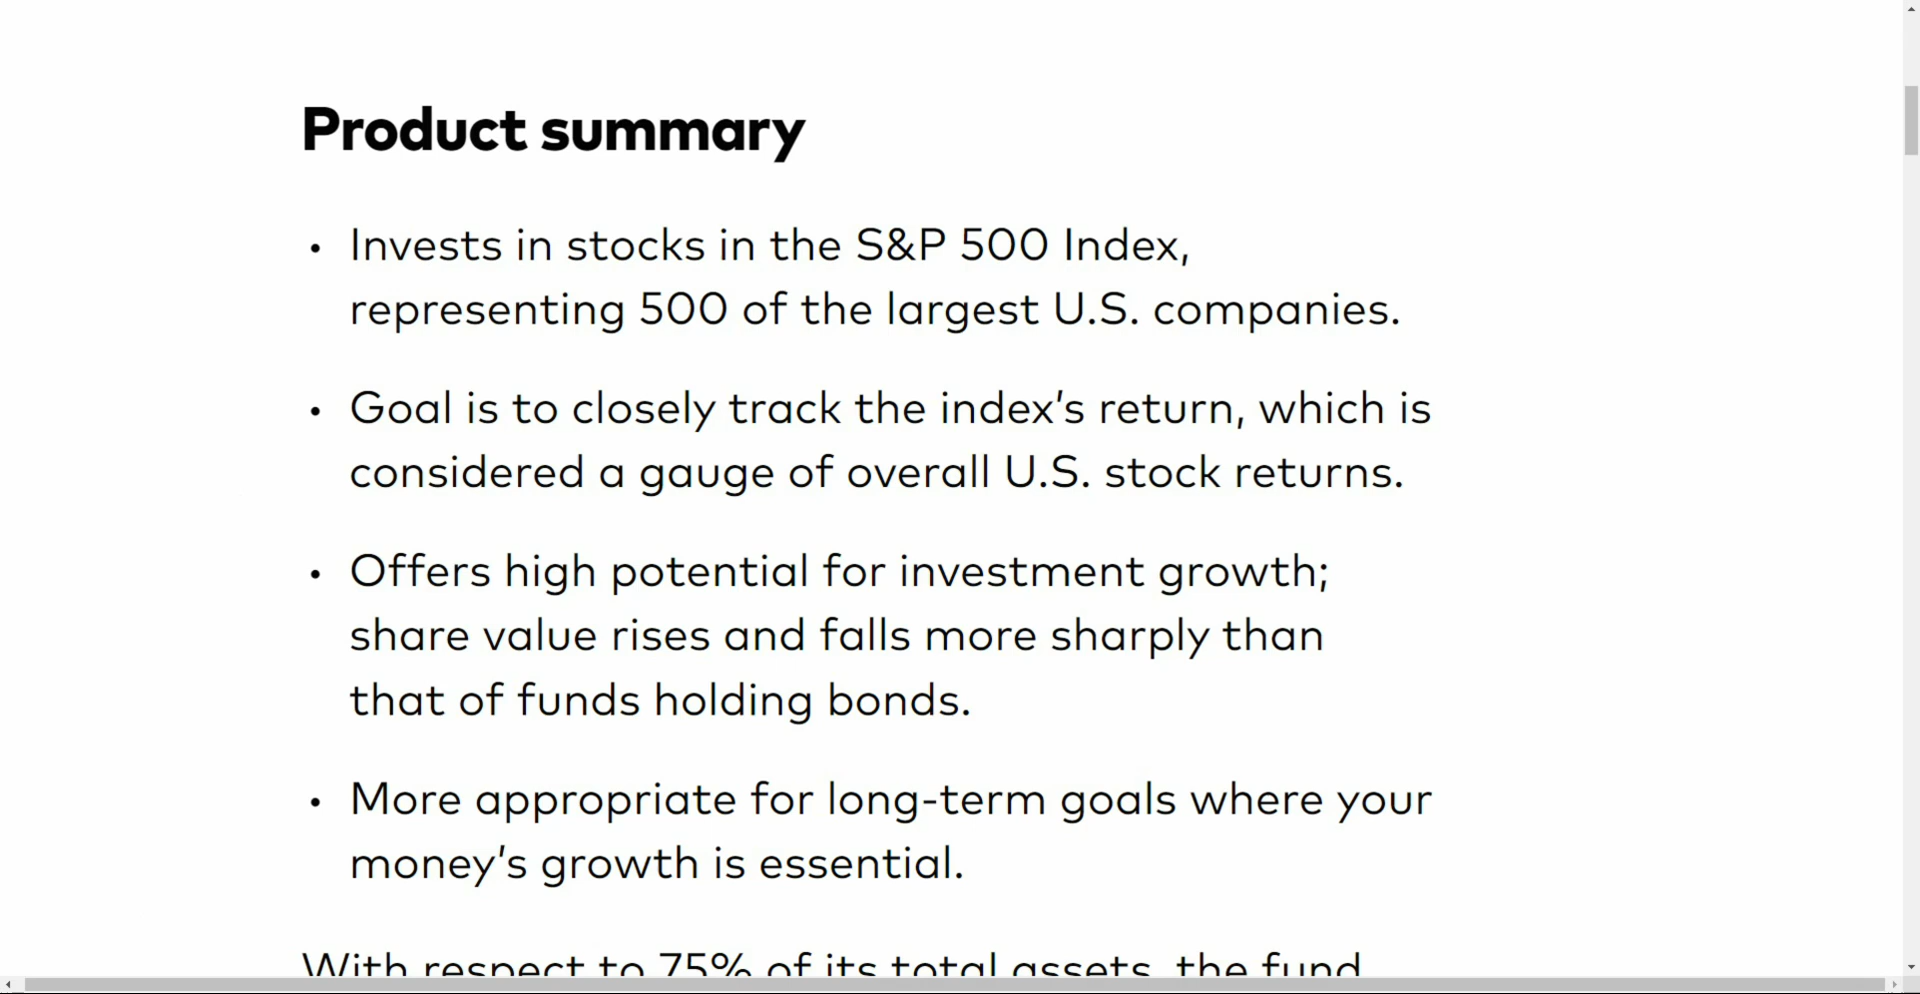 Product summary
• Invests in stocks in the S&P 500 Index,
representing 500 of the largest U.S. companies.
• Goal is to closely track the index’s return, which is
considered a gauge of overall U.S. stock returns.
• Offers high potential for investment growth;
share value rises and falls more sharply than
that of funds holding bonds.
• More appropriate for long-term goals where your
money’s growth is essential.
With respect to 75% of its total assets, the fund